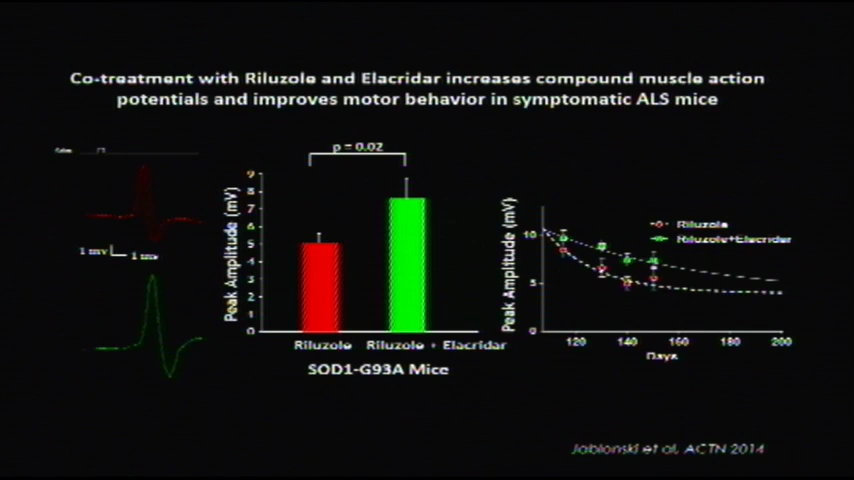 Co-treatment with Riluzole and Elacridar increases compound muscle action
potentials and improves motor behavior in symptomatic ALS mice
1 mv
1 ms
p = 0.02
Peak Amplitude (mV)
9
8
7
6
5
4
3
2
1
0
Riluzole
Riluzole + Elacridar
SOD1-G93A Mice
Peak Amplitude (mV)
10
5
0
Riluzole
Riluzole+Elacridar
120 140 160 180 200
Days
Jablonski et al, ACTN 2014